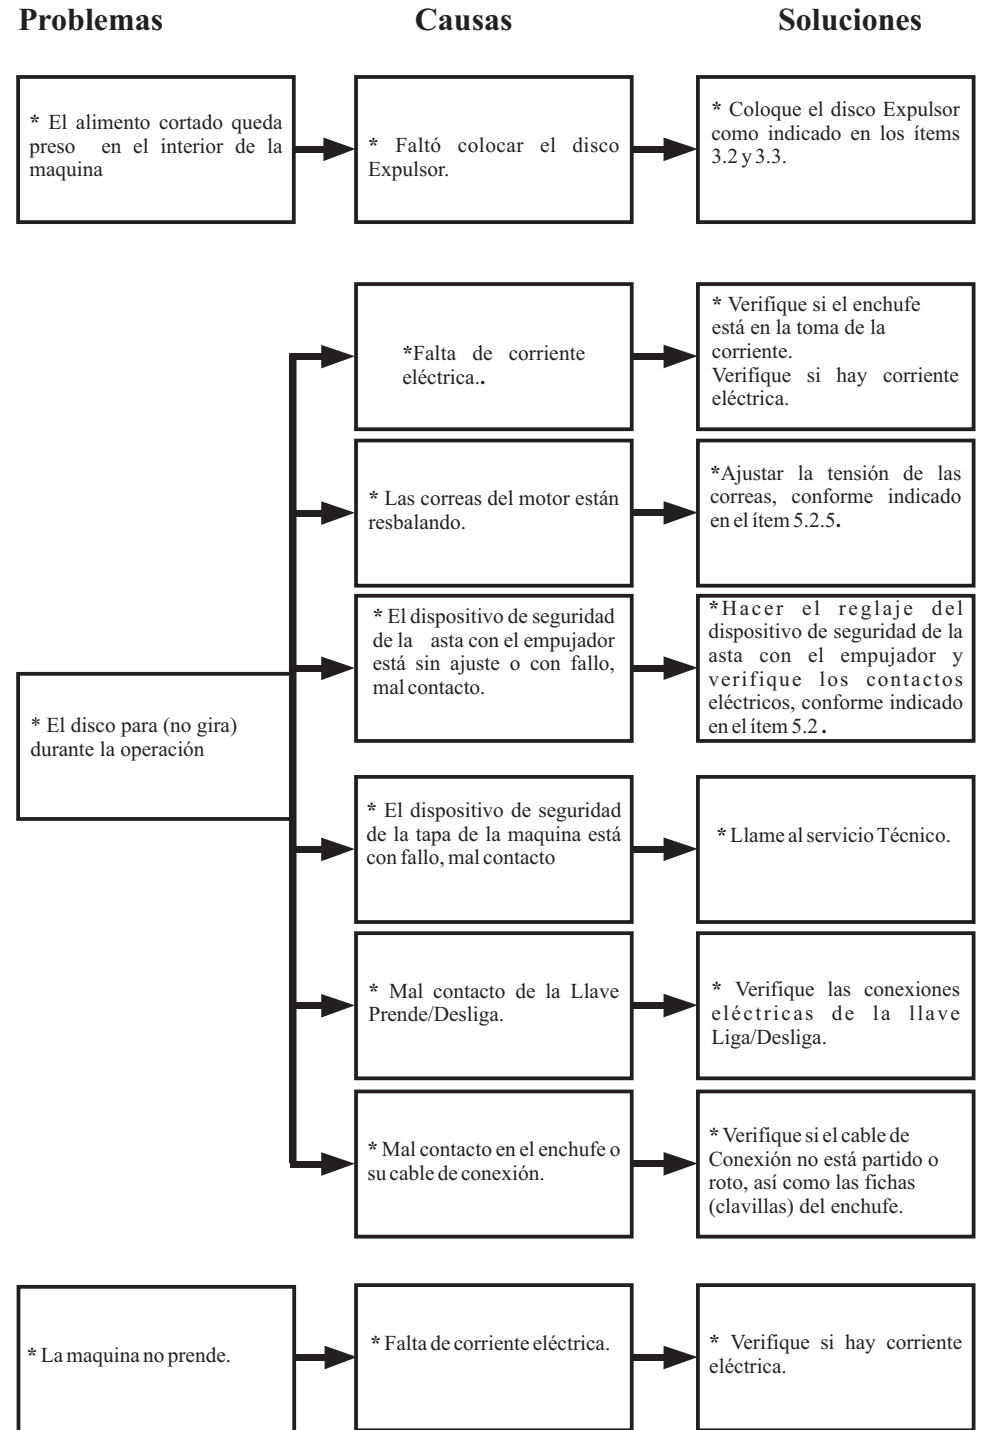 Problemas Causas Soluciones
* El alimento cortado queda
preso en el interior de la
maquina
* Faltó colocar el disco
Expulsor.
* Coloque el disco Expulsor
como indicado en los ítems
3.2 y 3.3.
* El disco para (no gira)
durante la operación
*Falta de corriente
eléctrica..
* Verifique si el enchufe
está en la toma de la
corriente.
Verifique si hay corriente
eléctrica.
* Las correas del motor están
resbalando.
*Ajustar la tensión de las
correas, conforme indicado
en el ítem 5.2.5.
* El dispositivo de seguridad
de la asta con el empujador
está sin ajuste o con fallo,
mal contacto.
*Hacer el reglaje del
dispositivo de seguridad de la
asta con el empujador y
verifique los contactos
eléctricos, conforme indicado
en el ítem 5.2.
* El dispositivo de seguridad
de la tapa de la maquina está
con fallo, mal contacto
* Llame al servicio Técnico.
* Mal contacto de la Llave
Prende/Desliga.
* Verifique las conexiones
eléctricas de la llave
Liga/Desliga.
* Mal contacto en el enchufe o
su cable de conexión.
* Verifique si el cable de
Conexión no está partido o
roto, así como las fichas
(clavillas) del enchufe.
* La maquina no prende.
* Falta de corriente eléctrica.
* Verifique si hay corriente
eléctrica.